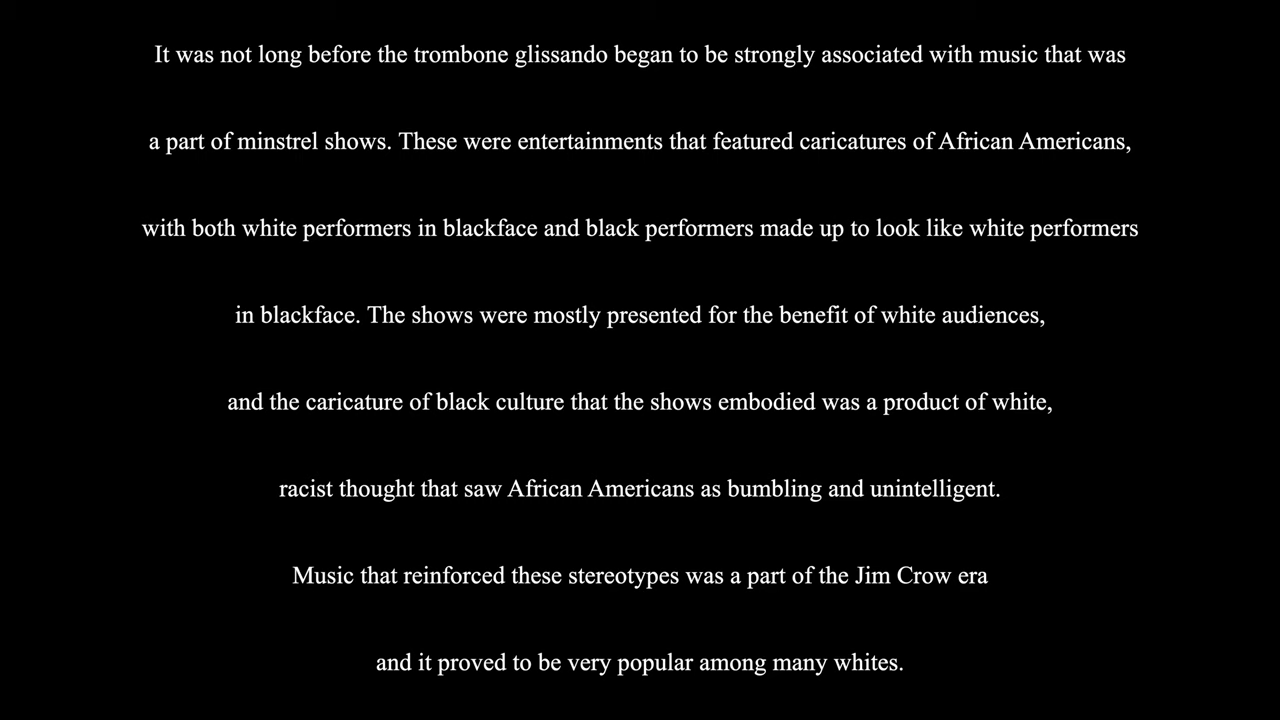 It was not long before the trombone glissando began to be strongly associated with music that was
a part of minstrel shows. These were entertainments that featured caricatures of African Americans,
with both white performers in blackface and black performers made up to look like white performers
in blackface. The shows were mostly presented for the benefit of white audiences,
and the caricature of black culture that the shows embodied was a product of white,
racist thought that saw African Americans as bumbling and unintelligent.
Music that reinforced these stereotypes was a part of the Jim Crow era
and it proved to be very popular among many whites.